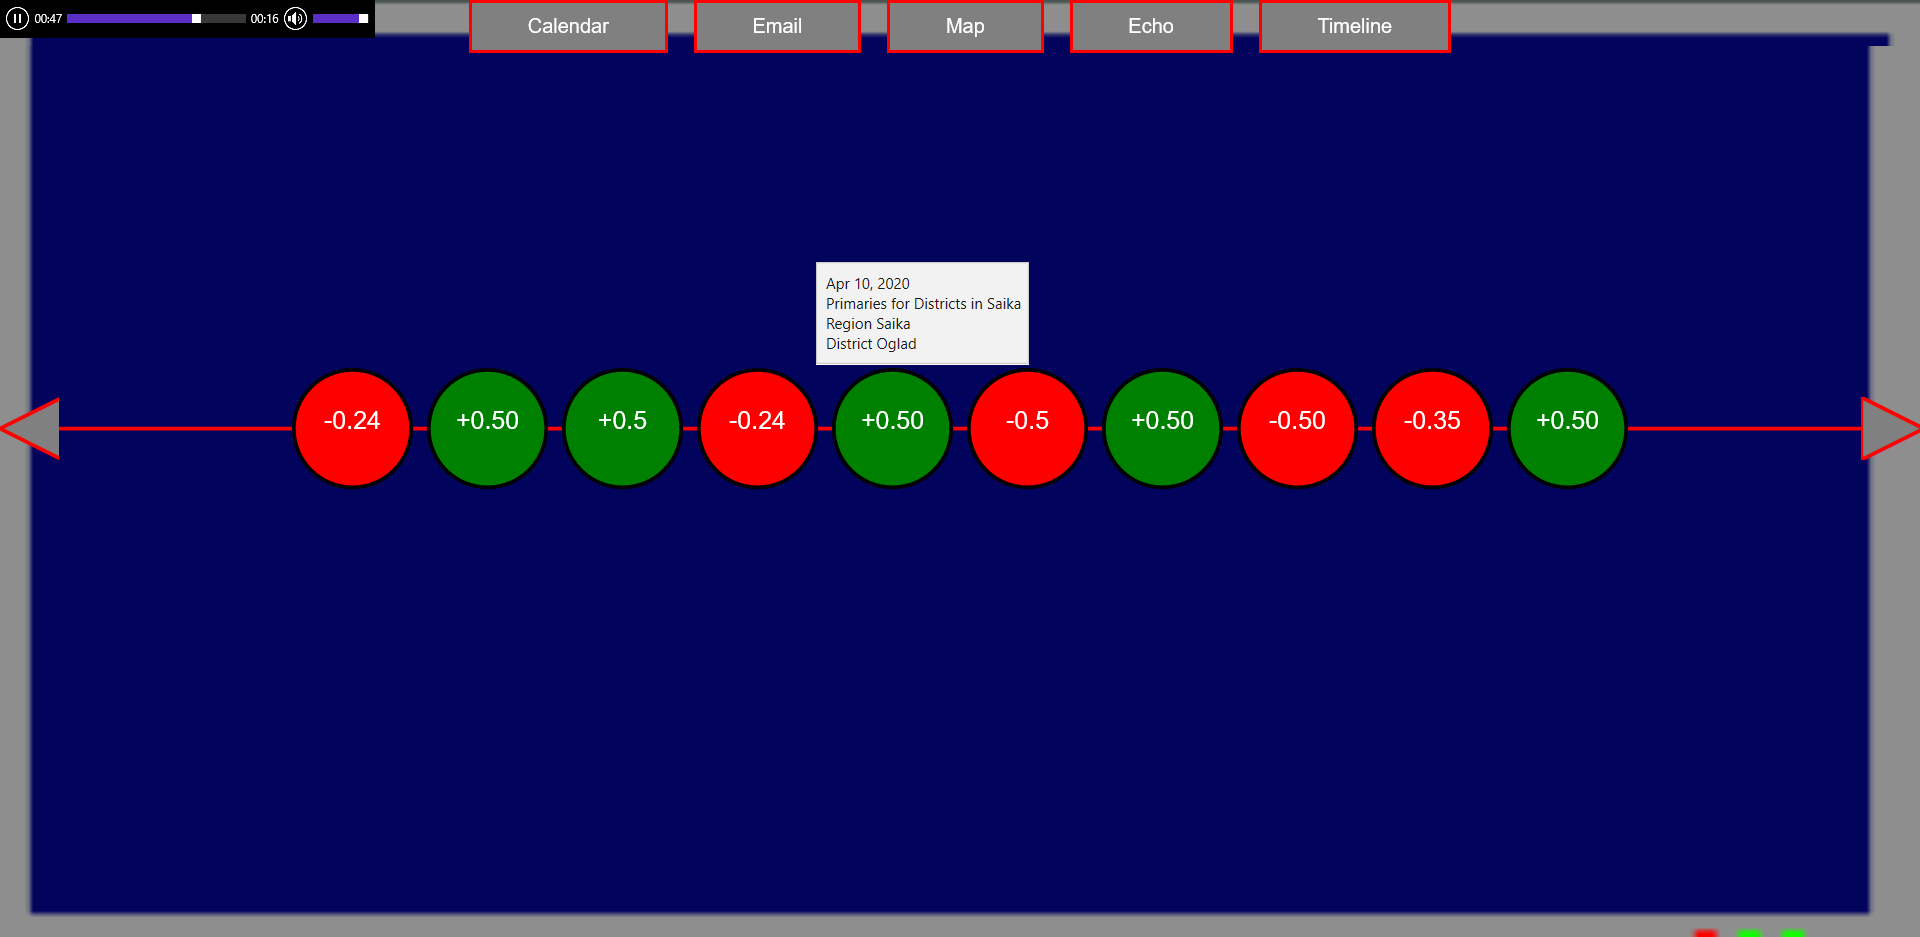 00:47 00:16
Calendar Email Map Echo Timeline
Apr 10, 2020
Primaries for Districts in Saika
Region Saika
District Oglad
-0.24 +0.50 +0.5 -0.24 +0.50 -0.5 +0.50 -0.50 -0.35 +0.50